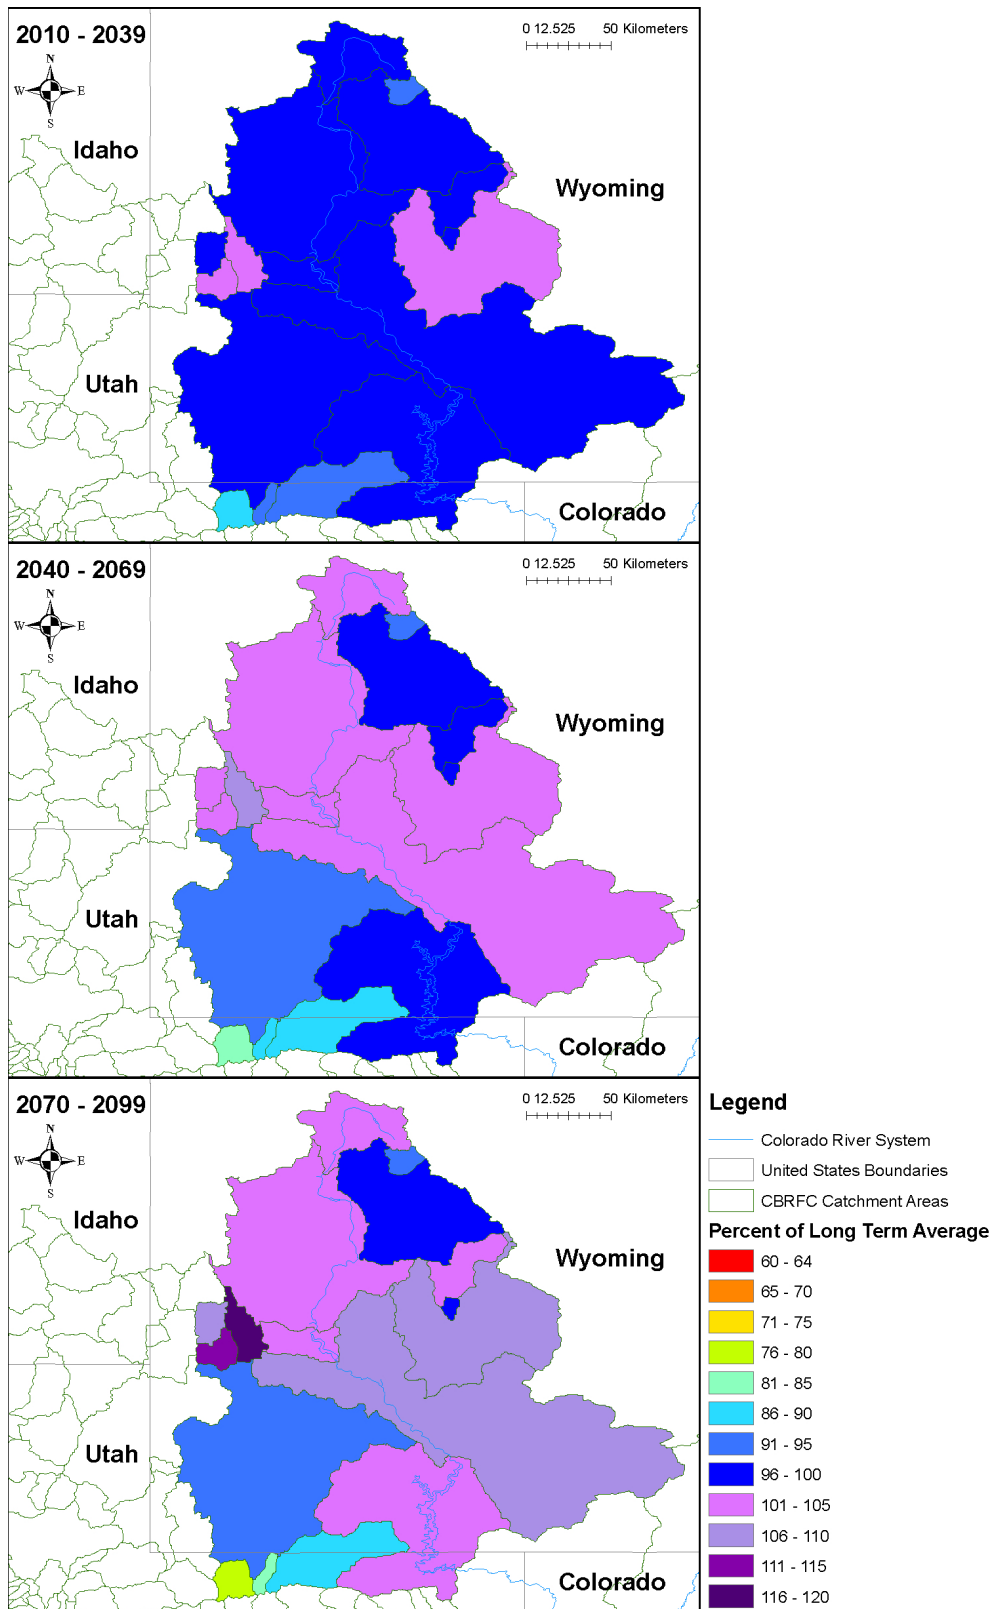 2010 - 2039
0 12.525 50 Kilometers
N
W E
S
Idaho
Wyoming
Utah
Colorado
2040 - 2069
0 12.525 50 Kilometers
N
W E
S
Idaho
Wyoming
Utah
Colorado
2070 - 2099
0 12.525 50 Kilometers
N
W E
S
Idaho
Wyoming
Utah
Colorado
Legend
Colorado River System
United States Boundaries
CBRFC Catchment Areas
Percent of Long Term Average
60 - 64
65 - 70
71 - 75
76 - 80
81 - 85
86 - 90
91 - 95
96 - 100
101 - 105
106 - 110
111 - 115
116 - 120